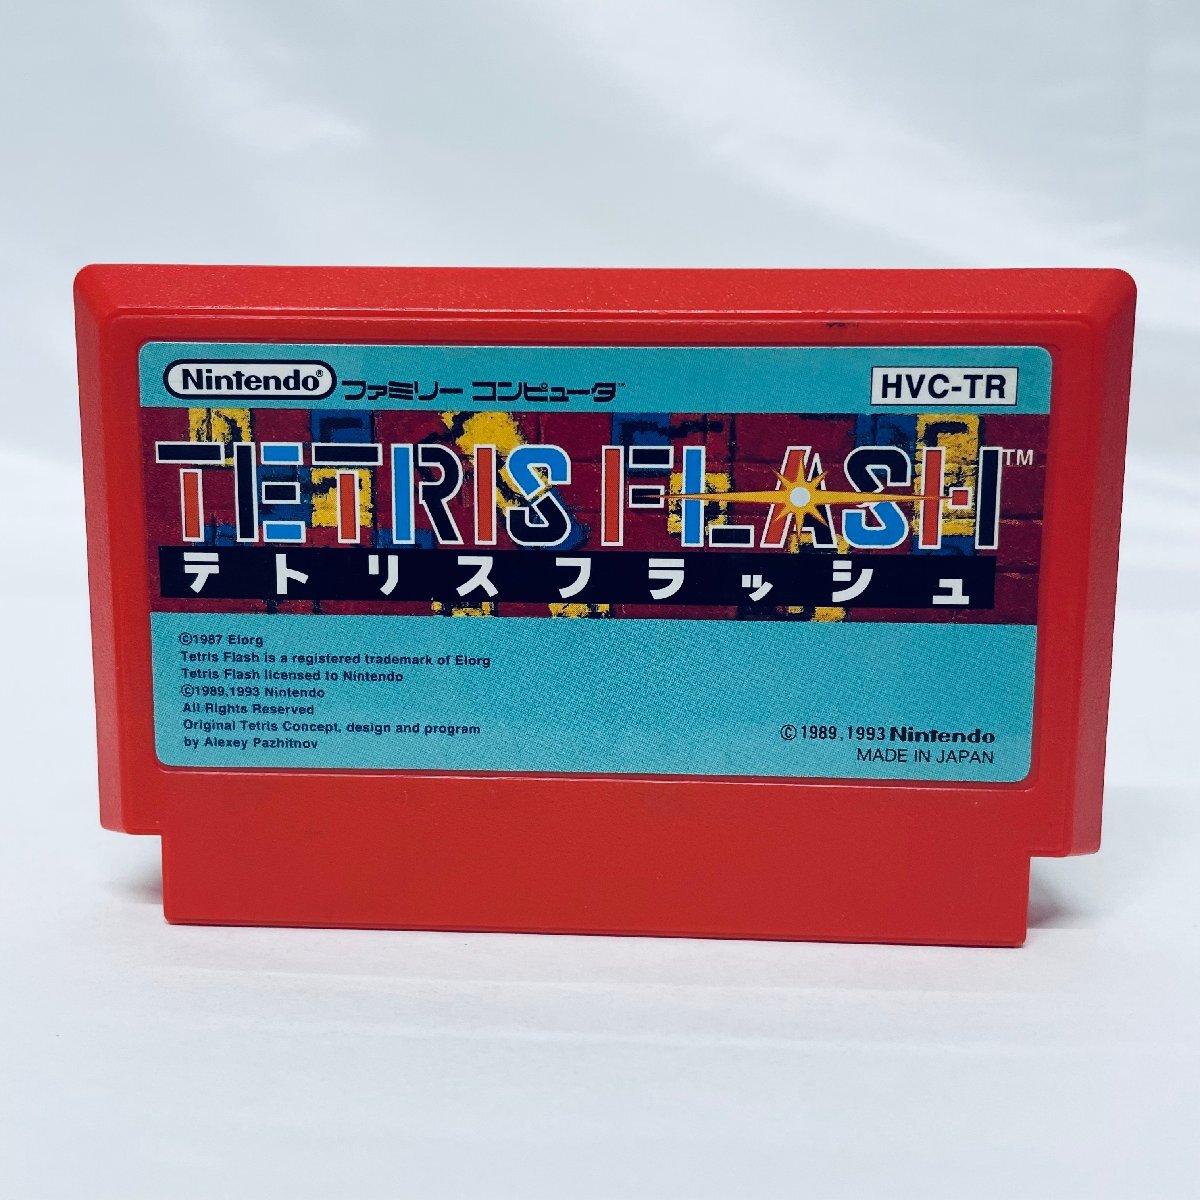 Nintendo® ファミリー コンピュータ™
HVC-TR
TETRIS FLASH™
テトリスフラッシュ
©1987 Elorg
Tetris Flash is a registered trademark of Elorg
Tetris Flash licensed to Nintendo
©1989,1993 Nintendo
All Rights Reserved
Original Tetris Concept, design and program
by Alexey Pazhitnov
©1989,1993 Nintendo
MADE IN JAPAN